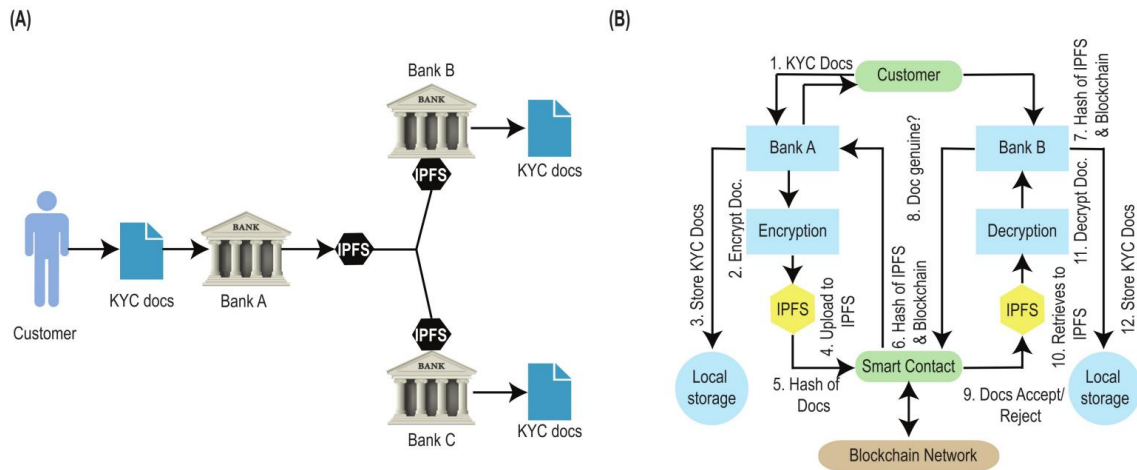 (A)
Bank B
BANK
KYC docs
IPFS
BANK
IPFS
KYC docs
Bank A
Customer
IPFS
BANK
KYC docs
Bank C
(B)
1. KYC Docs
Customer
7. Hash of IPFS
& Blockchain
Bank A
8. Doc genuine?
Bank B
3. Store KYC Docs
2. Encrypt Doc.
Encryption
Decryption
11. Decrypt Doc.
12. Store KYC Docs
IPFS
4. Upload to
IPFS
6. Hash of IPFS
& Blockchain
IPFS
10. Retrieves to
IPFS
Local
storage
5. Hash of
Docs
Smart Contact
9. Docs Accept/
Reject
Local
storage
Blockchain Network